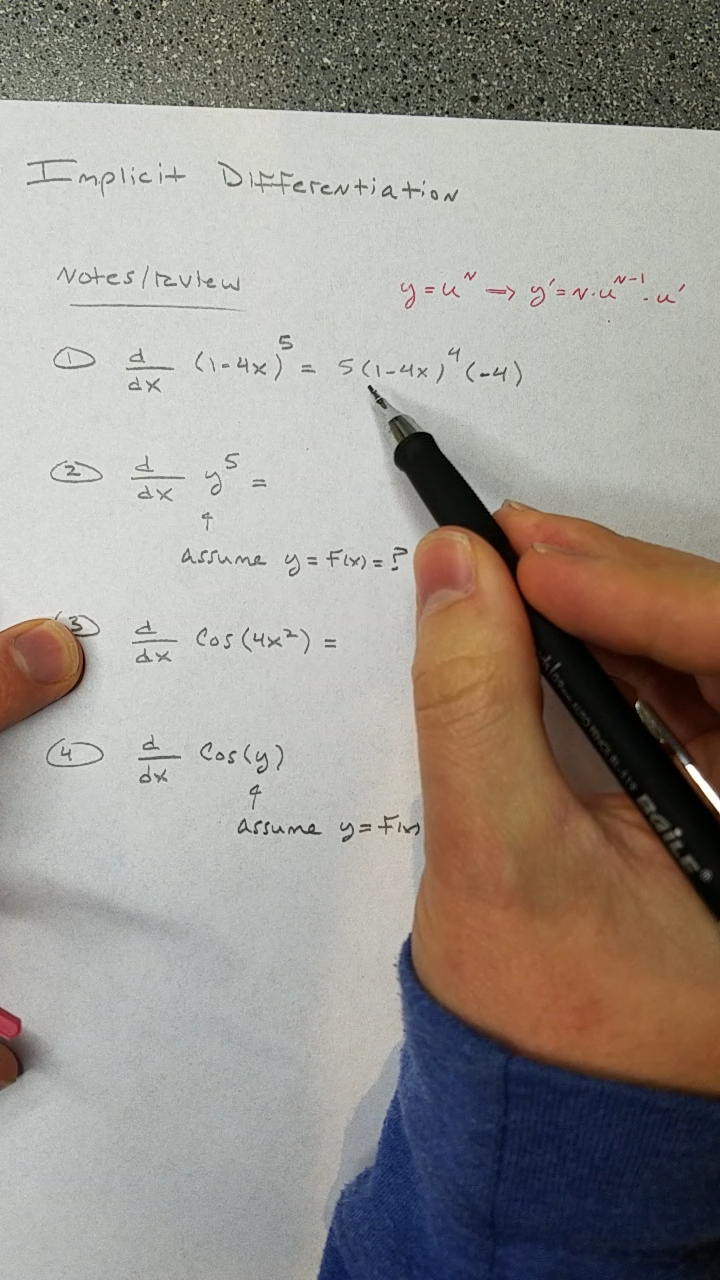 Implicit Differentiation
Notes/Review
y = u^N → y' = N·u^(N-1)·u'
① d/dx (1-4x)^5 = 5(1-4x)^4 (-4)
② d/dx y^5 =
↑
assume y = F(x) = ?
③ d/dx Cos(4x²) =
④ d/dx Cos(y)
↑
assume y = F(x)
AGILE®